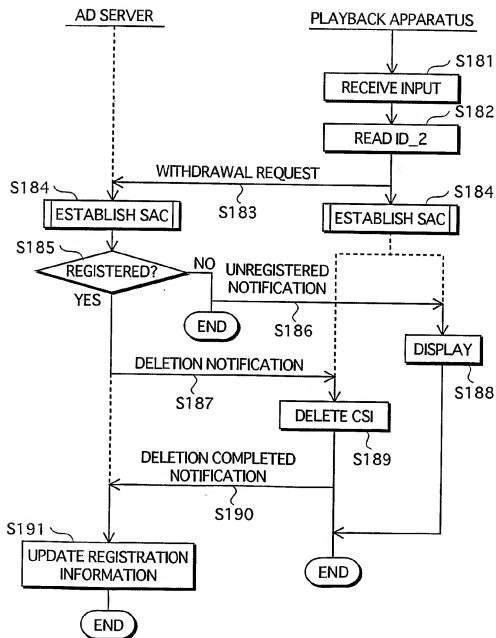 AD SERVER
PLAYBACK APPARATUS
S181
RECEIVE INPUT
S182
READ ID_2
WITHDRAWAL REQUEST
S183
S184
ESTABLISH SAC
S184
ESTABLISH SAC
S185
REGISTERED?
NO
YES
UNREGISTERED
NOTIFICATION
S186
END
DISPLAY
S188
DELETION NOTIFICATION
S187
DELETE CSI
S189
DELETION COMPLETED
NOTIFICATION
S190
S191
UPDATE REGISTRATION
INFORMATION
END
END